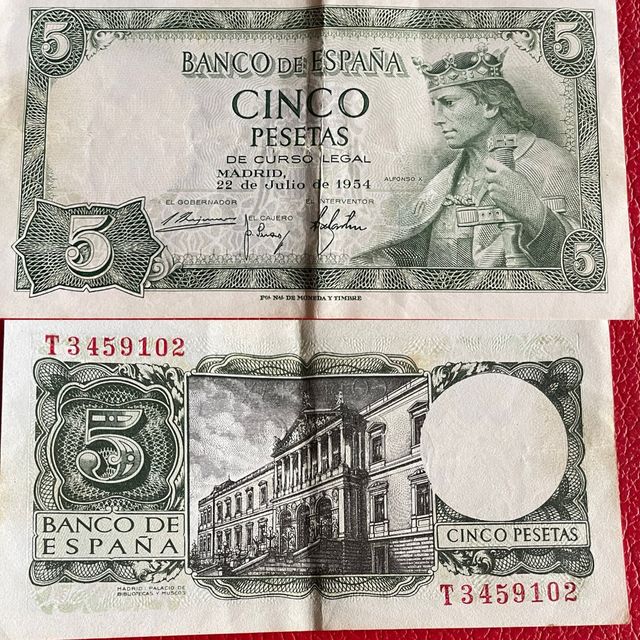 5
5
BANCO DE ESPAÑA
CINCO
PESETAS
DE CURSO LEGAL
MADRID,
22 de Julio de 1954
ALFONSO X
EL GOBERNADOR
EL CAJERO
EL INTERVENTOR
5
5
Fca. Nal. DE MONEDA Y TIMBRE
T3459102
5
BANCO DE
ESPAÑA
CINCO PESETAS
MADRID: PALACIO DE
BIBLIOTECAS Y MUSEOS
T3459102